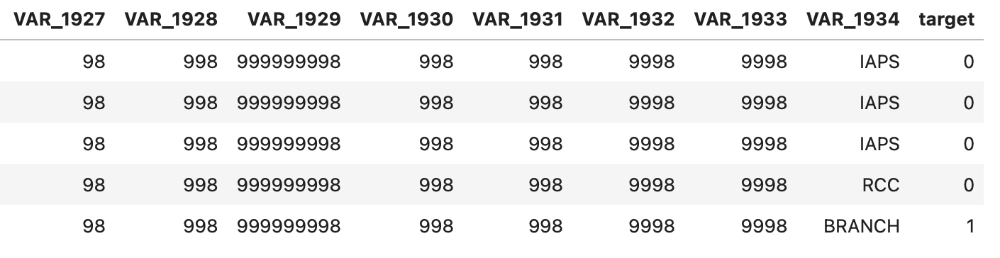 VAR_1927 VAR_1928 VAR_1929 VAR_1930 VAR_1931 VAR_1932 VAR_1933 VAR_1934 target
98 998 999999998 998 998 9998 9998 IAPS 0
98 998 999999998 998 998 9998 9998 IAPS 0
98 998 999999998 998 998 9998 9998 IAPS 0
98 998 999999998 998 998 9998 9998 RCC 0
98 998 999999998 998 998 9998 9998 BRANCH 1